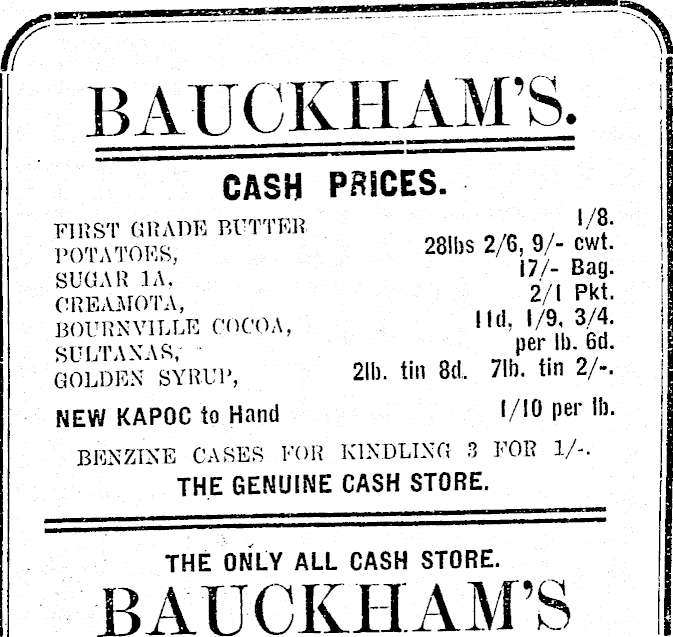 BAUCKHAM'S.
CASH PRICES.
FIRST GRADE BUTTER 1/8.
POTATOES, 28lbs 2/6, 9/- cwt.
SUGAR 1A, 17/- Bag.
CREAMOTA, 2/1 Pkt.
BOURNVILLE COCOA, 11d, 1/9, 3/4.
SULTANAS, per lb. 6d.
GOLDEN SYRUP, 2lb. tin 8d. 7lb. tin 2/-.
NEW KAPOC to Hand 1/10 per lb.
BENZINE CASES FOR KINDLING 3 FOR 1/-.
THE GENUINE CASH STORE.
THE ONLY ALL CASH STORE.
BAUCKHAM'S